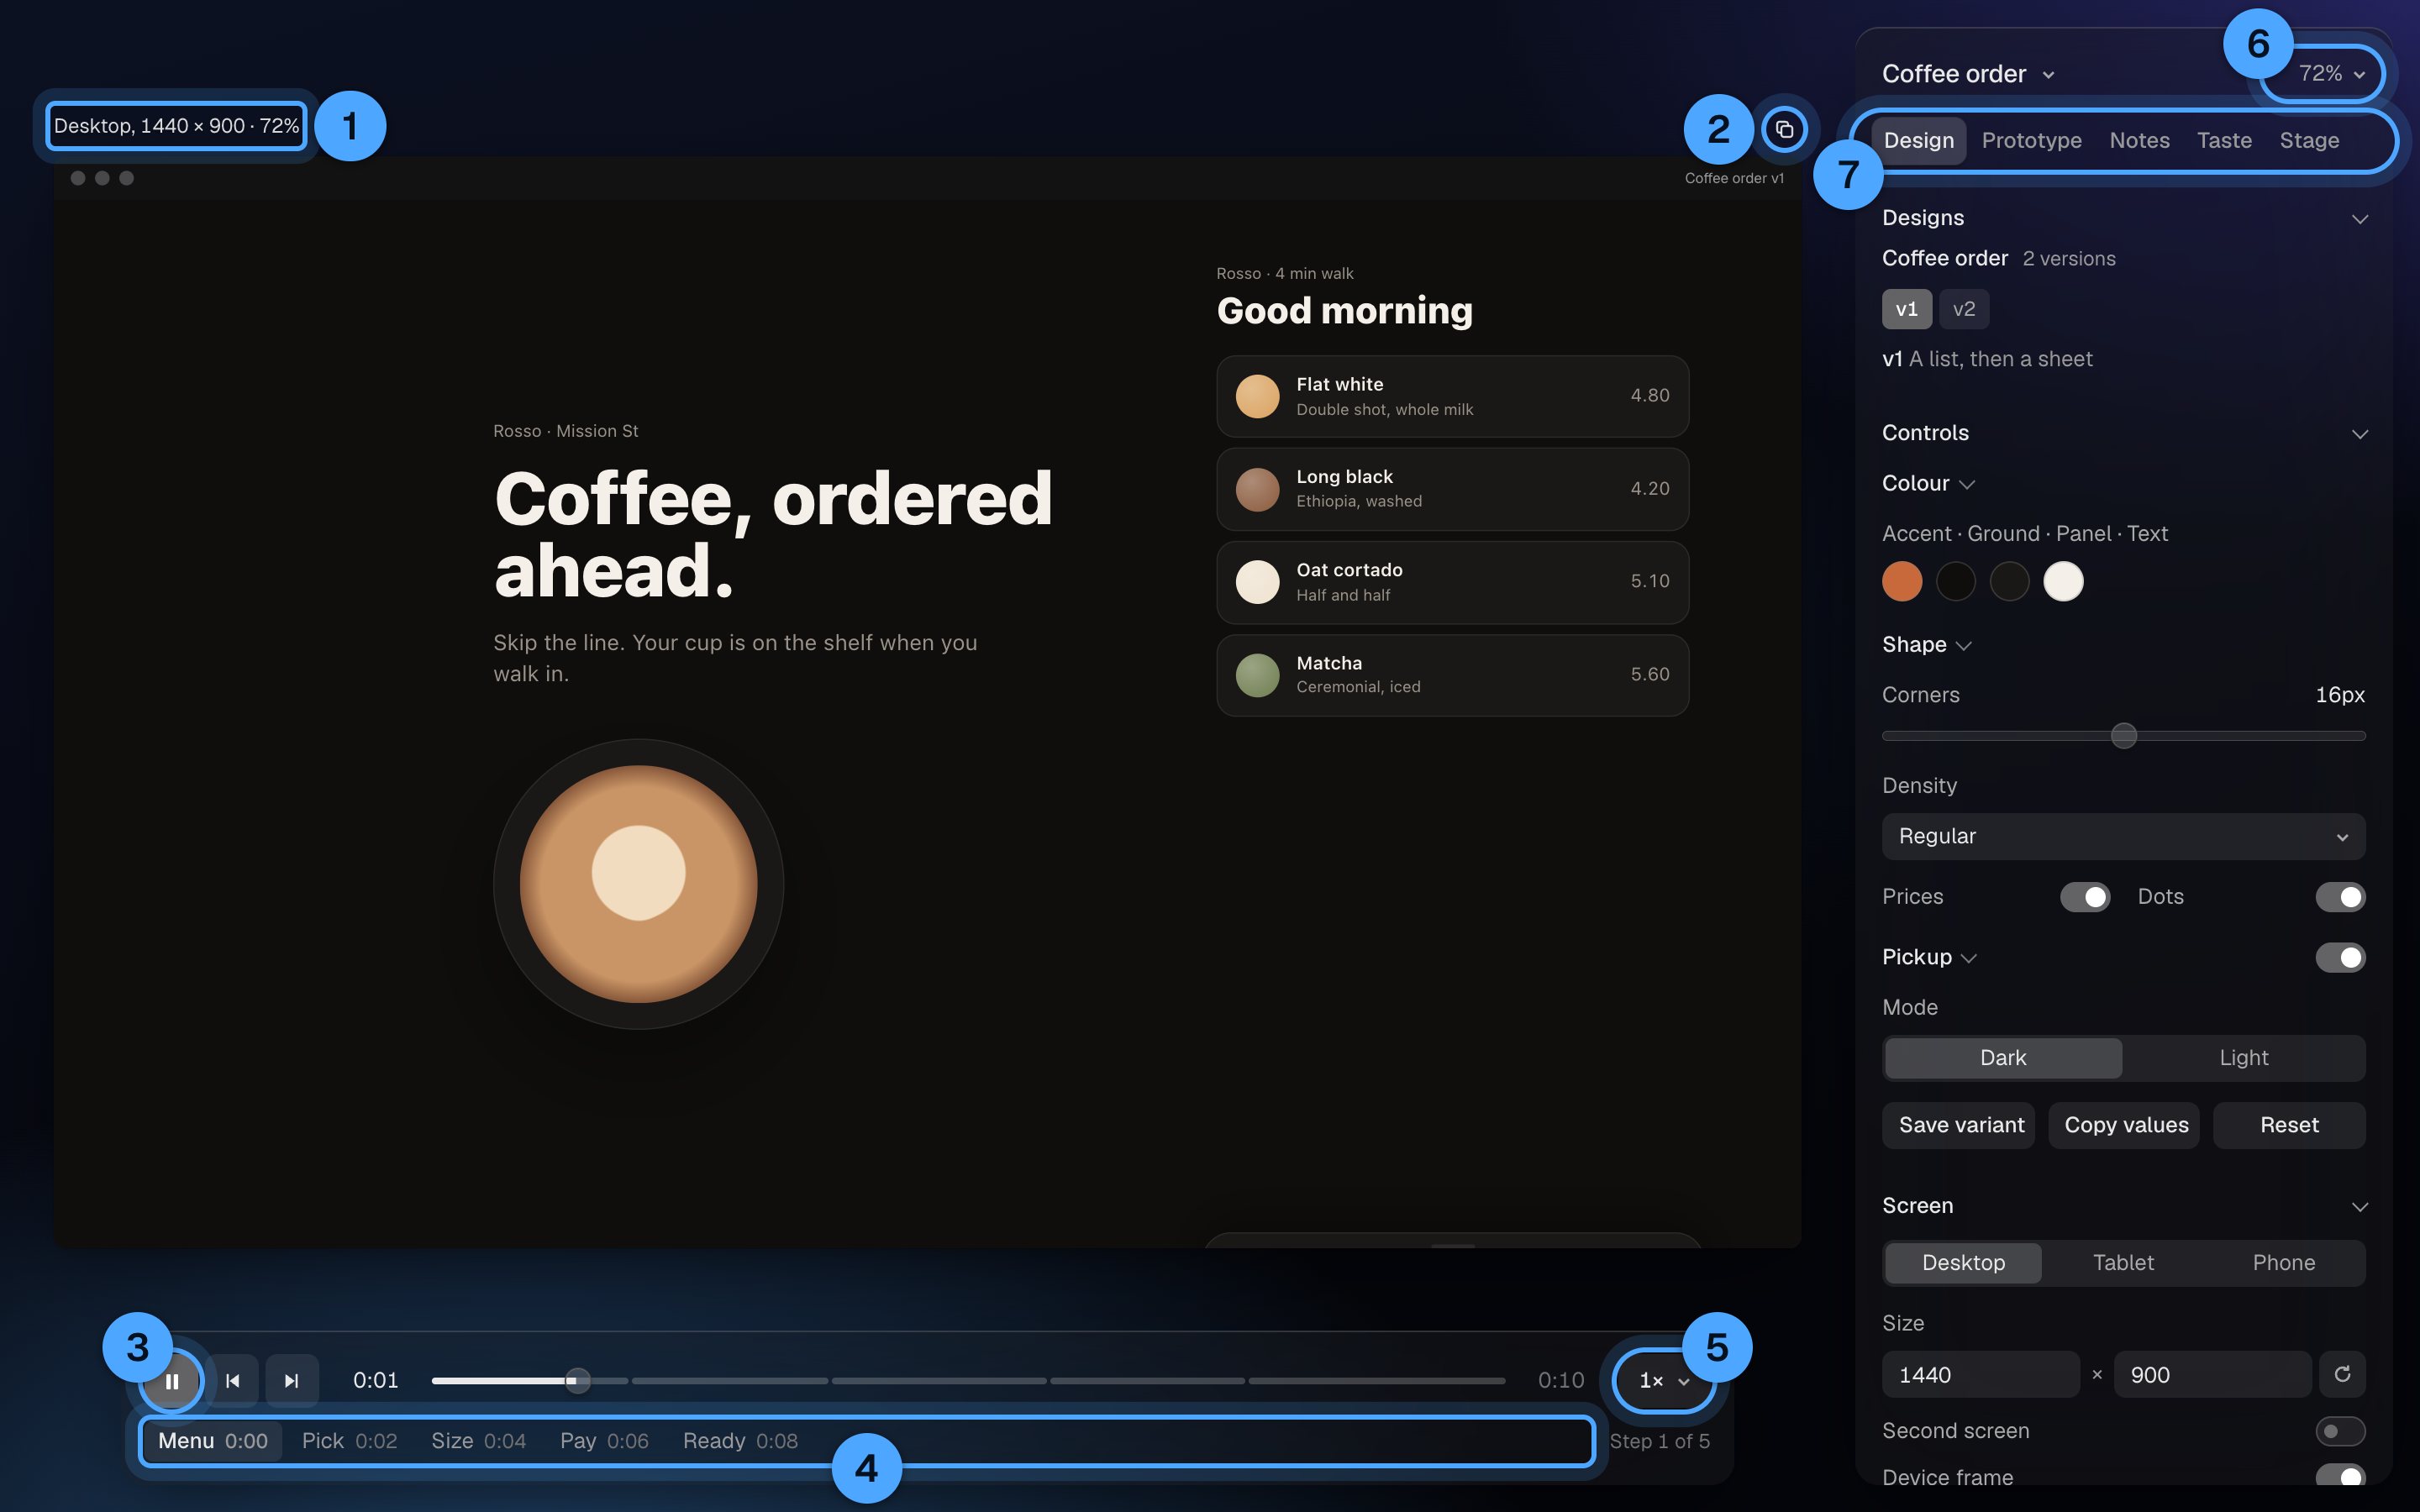 Desktop, 1440 × 900 · 72%
1
2
Coffee order v1
Rosso · Mission St
Coffee, ordered
ahead.
Skip the line. Your cup is on the shelf when you
walk in.
Rosso · 4 min walk
Good morning
Flat white
Double shot, whole milk
4.80
Long black
Ethiopia, washed
4.20
Oat cortado
Half and half
5.10
Matcha
Ceremonial, iced
5.60
3
0:01
0:10
1×
5
Menu 0:00 Pick 0:02 Size 0:04 Pay 0:06 Ready 0:08
4
Step 1 of 5
Coffee order
6
72%
7
Design Prototype Notes Taste Stage
Designs
Coffee order 2 versions
v1 v2
v1 A list, then a sheet
Controls
Colour
Accent · Ground · Panel · Text
Shape
Corners 16px
Density
Regular
Prices Dots
Pickup
Mode
Dark Light
Save variant Copy values Reset
Screen
Desktop Tablet Phone
Size
1440 × 900
Second screen
Device frame